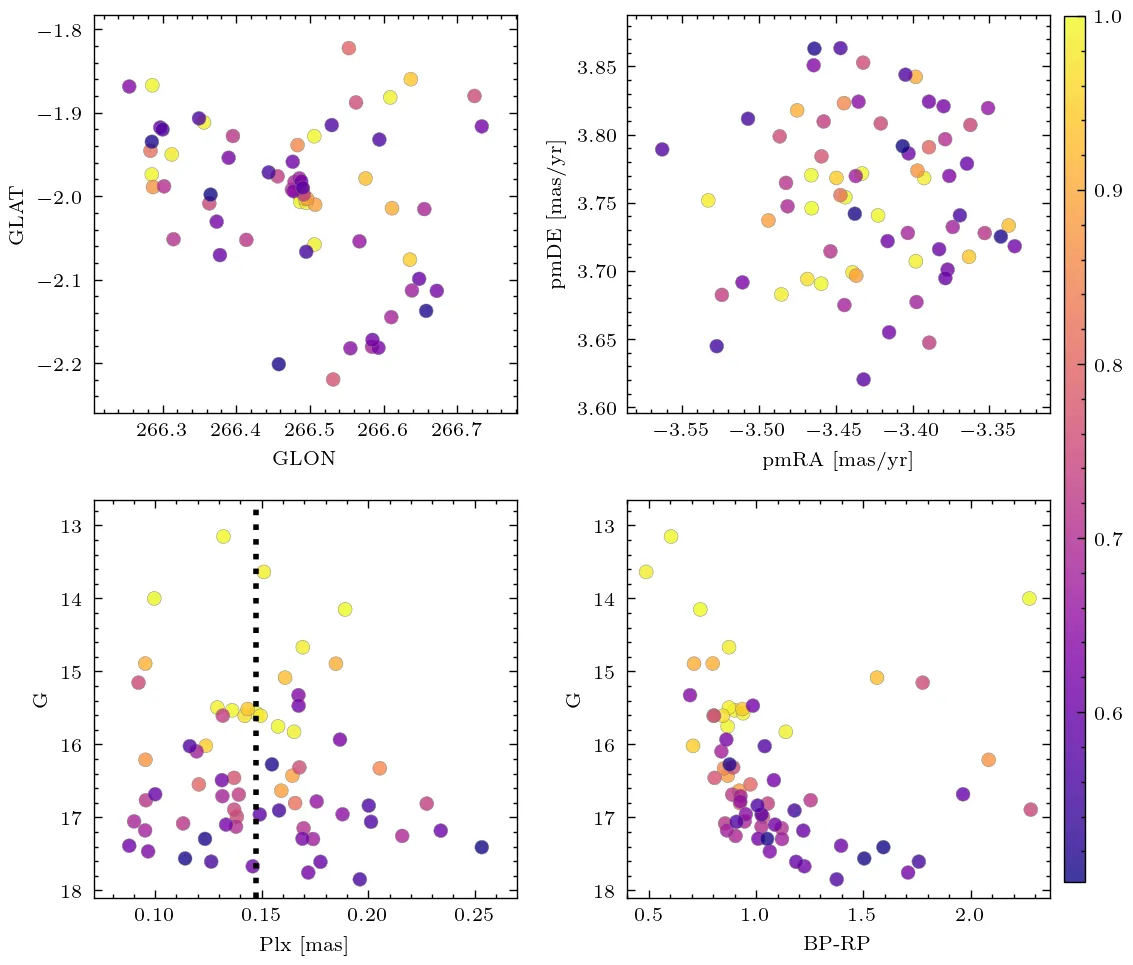 −1.8
−1.9
−2.0
−2.1
−2.2
GLAT
266.3 266.4 266.5 266.6 266.7
GLON
3.85
3.80
3.75
3.70
3.65
3.60
pmDE [mas/yr]
−3.55 −3.50 −3.45 −3.40 −3.35
pmRA [mas/yr]
1.0
0.9
0.8
0.7
0.6
13
14
15
16
17
18
G
0.10 0.15 0.20 0.25
Plx [mas]
13
14
15
16
17
18
G
0.5 1.0 1.5 2.0
BP-RP